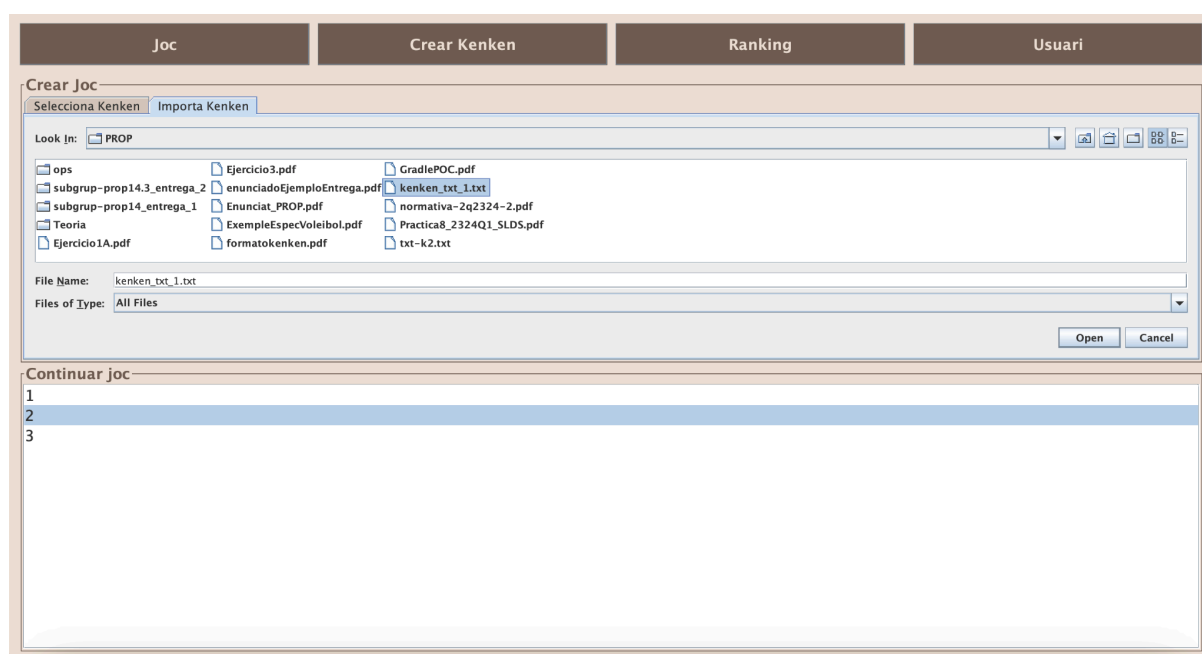 Joc Crear Kenken Ranking Usuari
Crear Joc
Selecciona Kenken Importa Kenken
Look In: PROP
ops Ejercicio3.pdf GradlePOC.pdf
subgrup-prop14.3_entrega_2 enunciadoEjemploEntrega.pdf kenken_txt_1.txt
subgrup-prop14_entrega_1 Enunciat_PROP.pdf normativa-2q2324-2.pdf
Teoria ExempleEspecVoleibol.pdf Practica8_2324Q1_SLDS.pdf
Ejercicio1A.pdf formatokenken.pdf txt-k2.txt
File Name: kenken_txt_1.txt
Files of Type: All Files
Open Cancel
Continuar joc
1
2
3